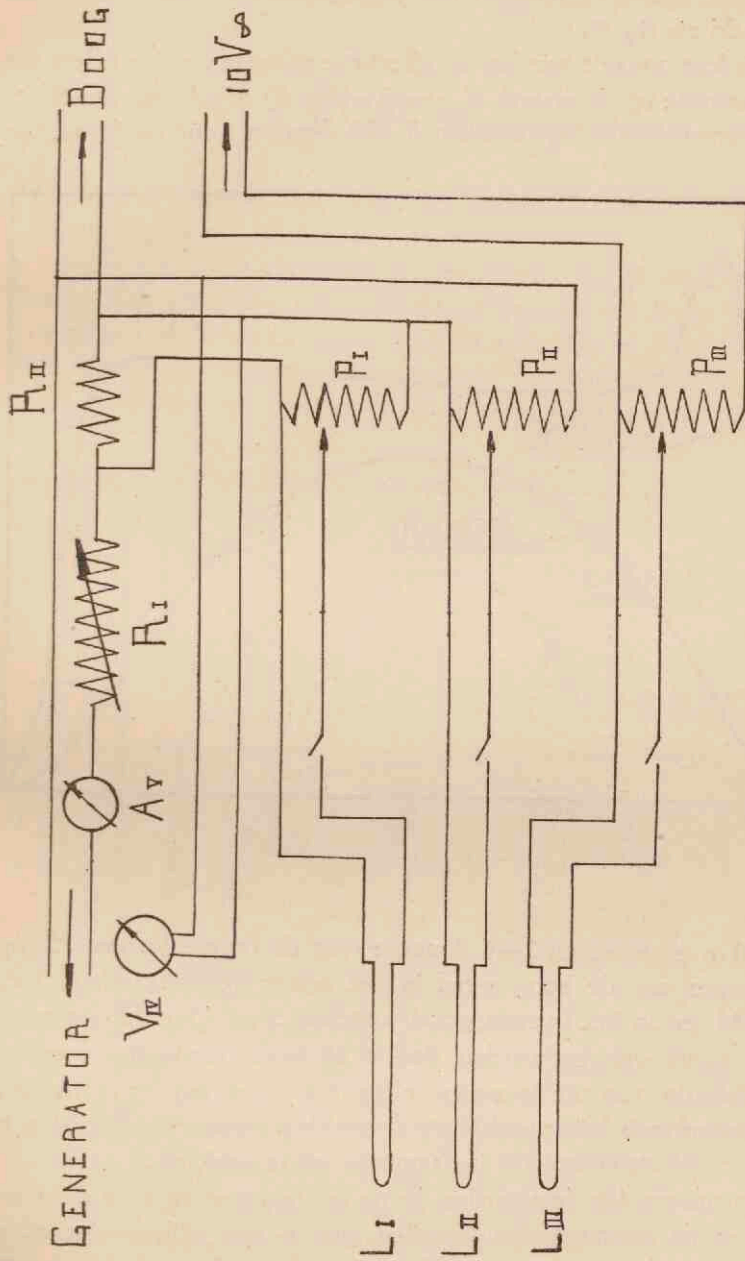 GENERATOR
BOOG
R II
R I
A V
V IV
10V∞
P I
P II
P III
L I
L II
L III